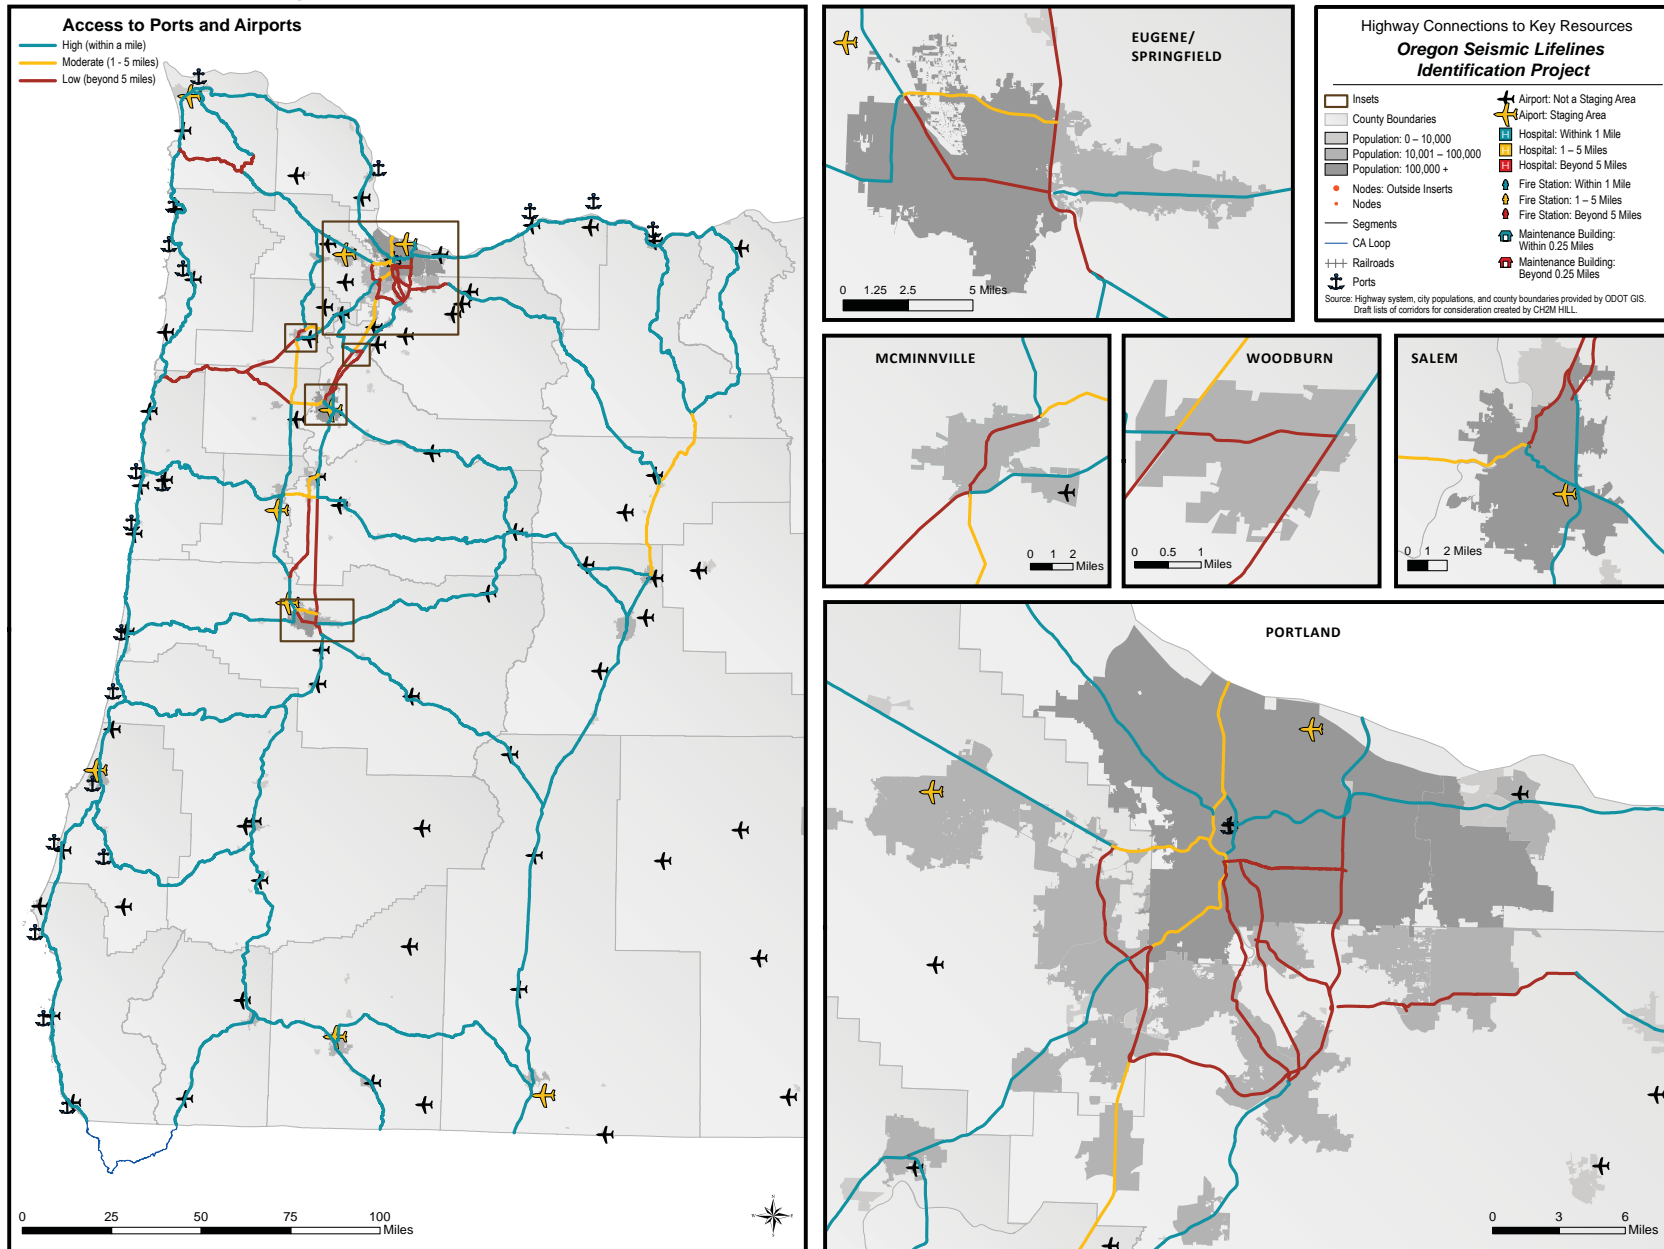 Access to Ports and Airports
High (within a mile)
Moderate (1 - 5 miles)
Low (beyond 5 miles)
0 25 50 75 100
Miles
N
W E
S
EUGENE/
SPRINGFIELD
0 1.25 2.5 5 Miles
Highway Connections to Key Resources
Oregon Seismic Lifelines
Identification Project
Insets
County Boundaries
Population: 0 – 10,000
Population: 10,001 – 100,000
Population: 100,000 +
Nodes: Outside Inserts
Nodes
Segments
CA Loop
Railroads
Ports
Airport: Not a Staging Area
Aiport: Staging Area
H Hospital: Withink 1 Mile
H Hospital: 1 – 5 Miles
H Hospital: Beyond 5 Miles
Fire Station: Within 1 Mile
Fire Station: 1 – 5 Miles
Fire Station: Beyond 5 Miles
Maintenance Building:
Within 0.25 Miles
Maintenance Building:
Beyond 0.25 Miles
Source: Highway system, city populations, and county boundaries provided by ODOT GIS.
Draft lists of corridors for consideration created by CH2M HILL.
MCMINNVILLE
0 1 2
Miles
WOODBURN
0 0.5 1
Miles
SALEM
0 1 2 Miles
PORTLAND
0 3 6
Miles